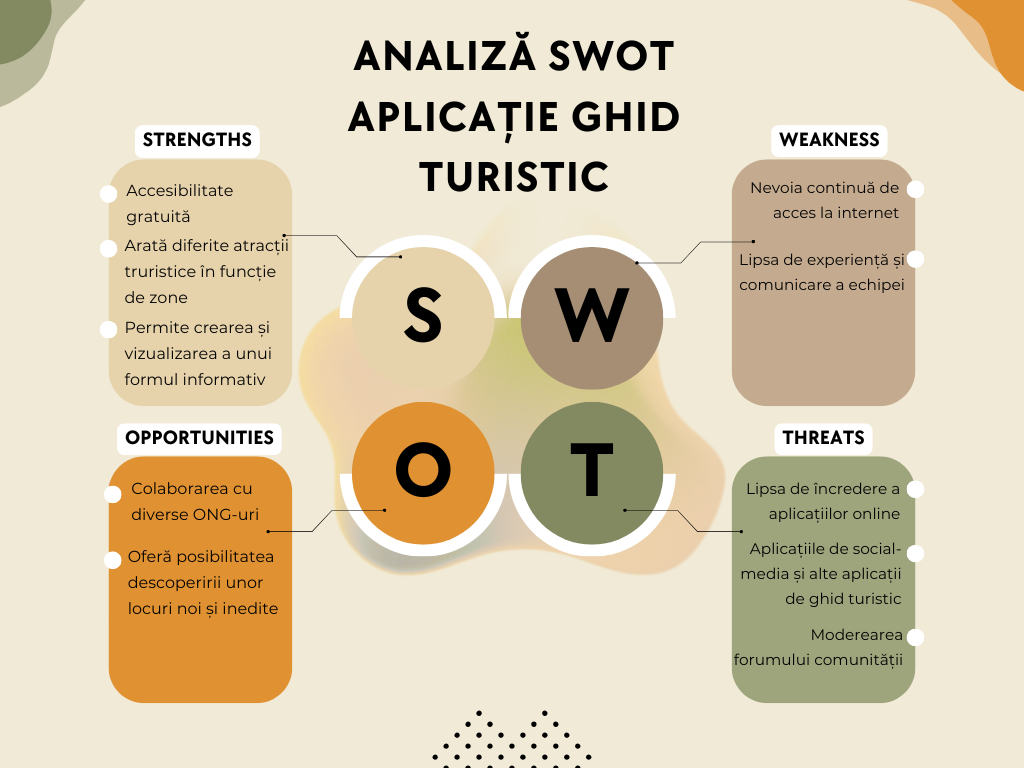 ANALIZĂ SWOT
APLICAȚIE GHID
TURISTIC
STRENGTHS
Accesibilitate
gratuită
Arată diferite atracții
truristice în funcție
de zone
Permite crearea și
vizualizarea a unui
formul informativ
WEAKNESS
Nevoia continuă de
acces la internet
Lipsa de experiență și
comunicare a echipei
S
W
O
T
OPPORTUNITIES
Colaborarea cu
diverse ONG-uri
Oferă posibilitatea
descoperirii unor
locuri noi și inedite
THREATS
Lipsa de încredere a
aplicațiilor online
Aplicațiile de social-
media și alte aplicații
de ghid turistic
Moderearea
forumului comunității